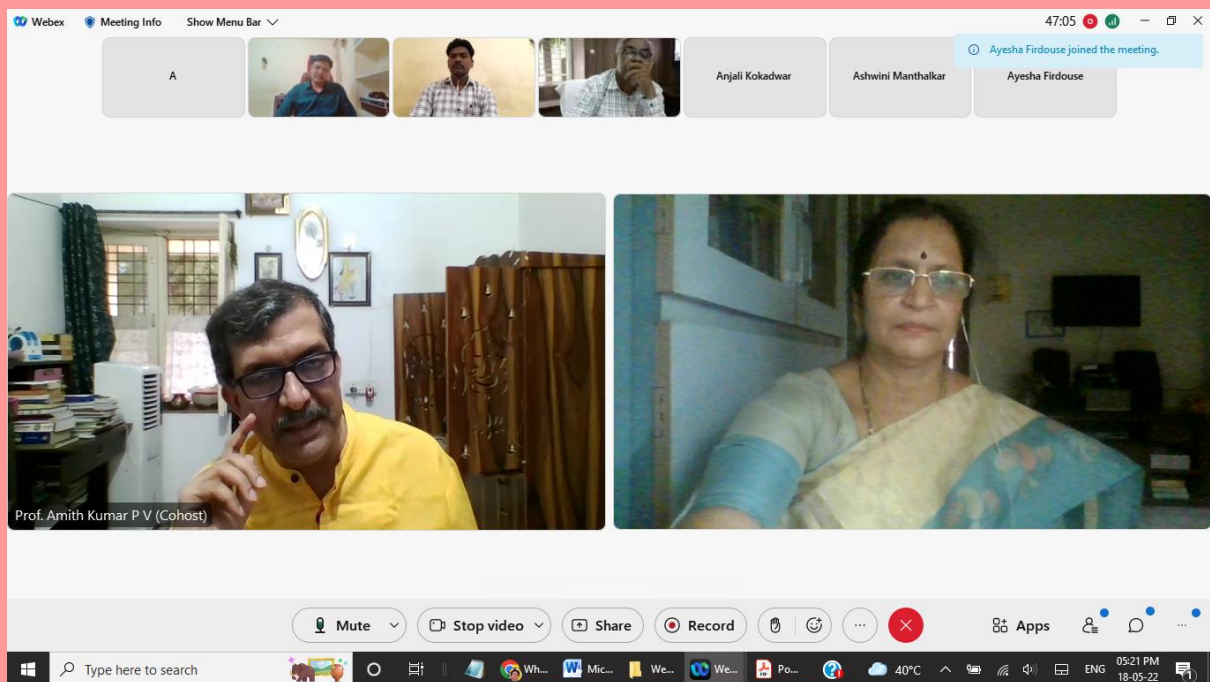 Webex Meeting Info Show Menu Bar 47:05
Ayesha Firdouse joined the meeting.
A
Anjali Kokadwar
Ashwini Manthalkar
Ayesha Firdouse
Prof. Amith Kumar P V (Cohost)
Mute Stop video Share Record Apps
Type here to search
Wh...
Mic...
We...
We...
Po...
40°C
ENG
05:21 PM
18-05-22
1